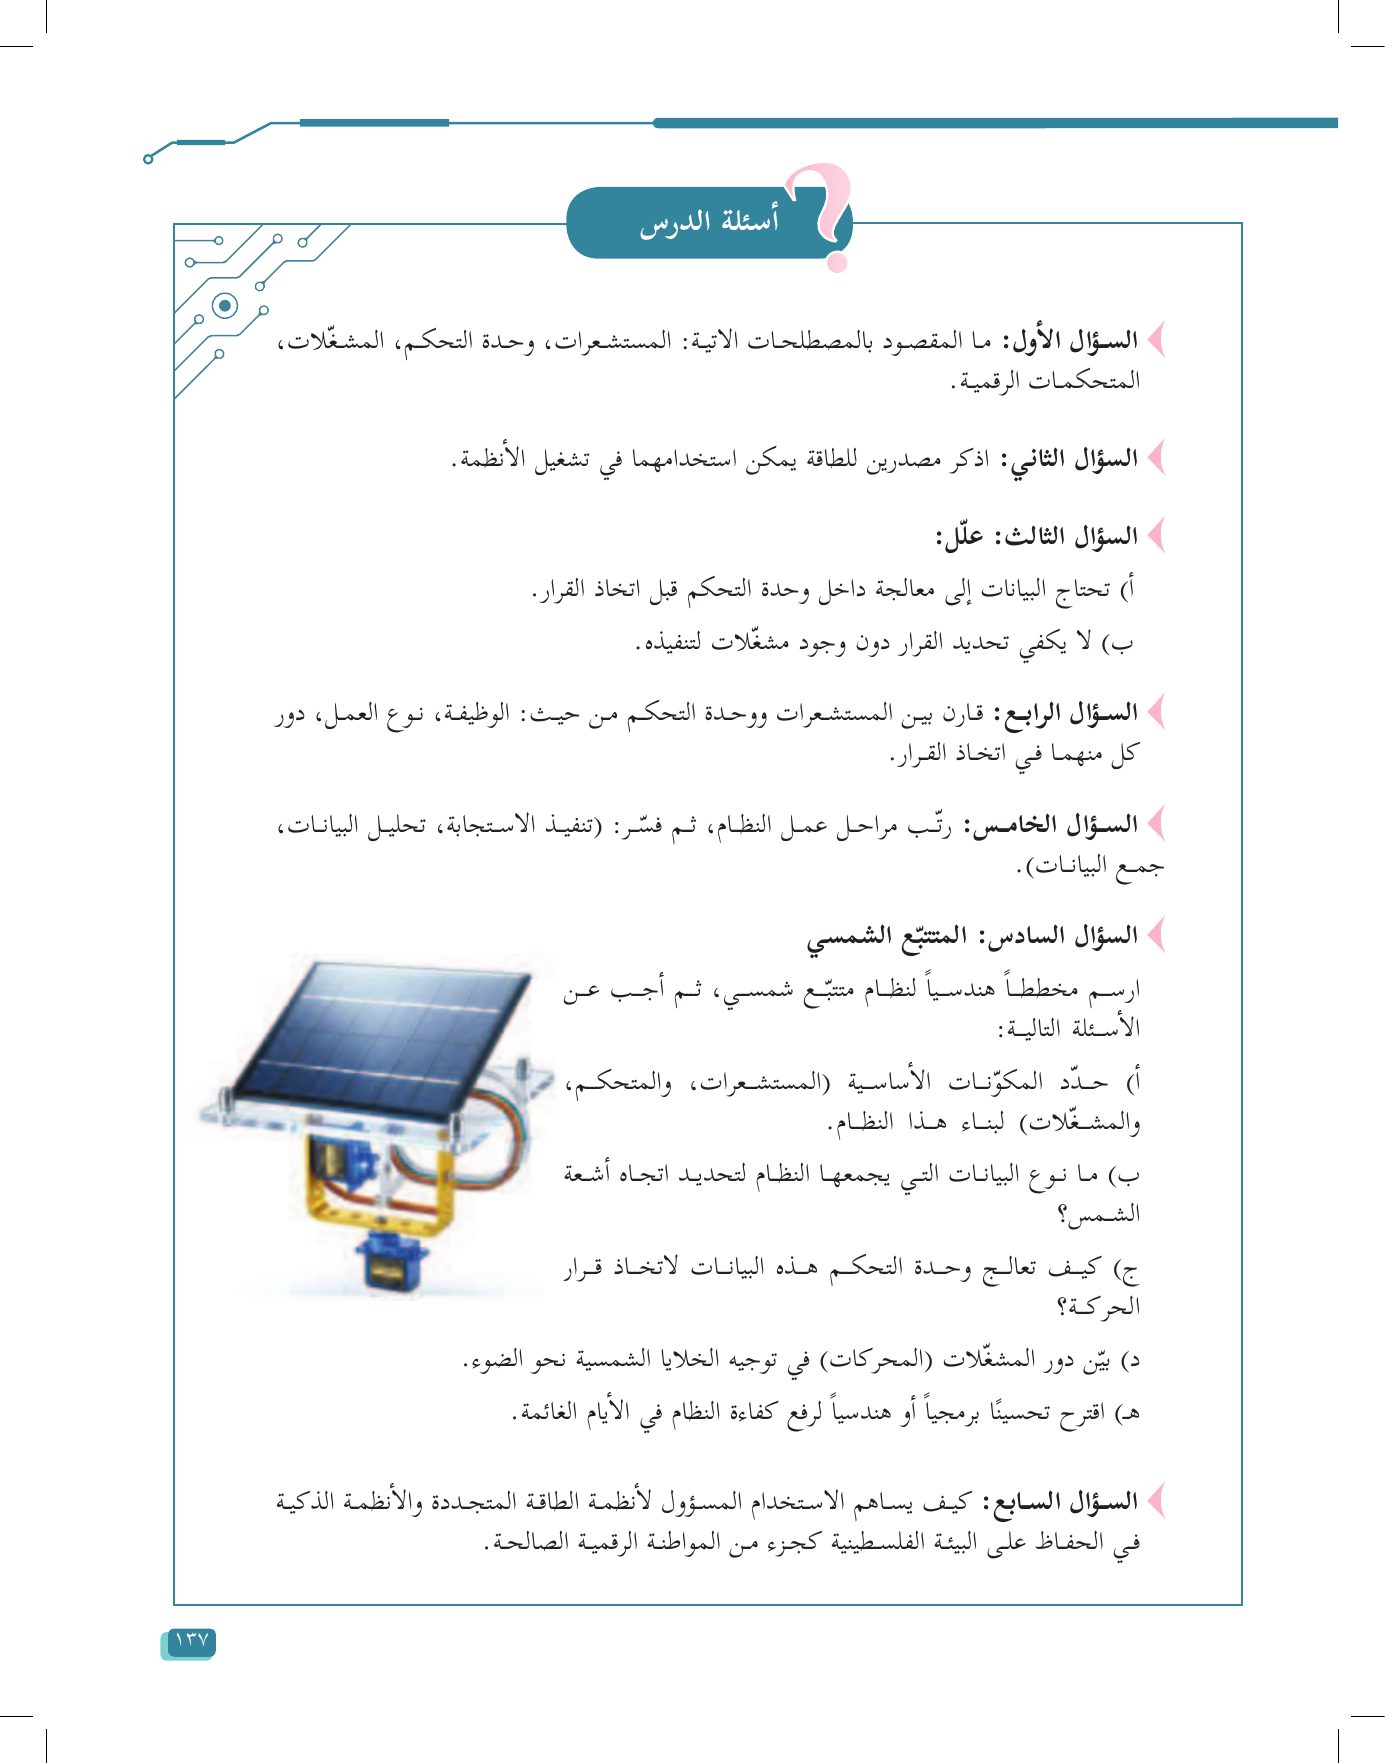 أسئلة الدرس
السؤال الأول: ما المقصود بالمصطلحات الاتية: المستشعرات، وحدة التحكم، المشغّلات،
المتحكمات الرقمية.
السؤال الثاني: اذكر مصدرين للطاقة يمكن استخدامهما في تشغيل الأنظمة.
السؤال الثالث: علّل:
أ) تحتاج البيانات إلى معالجة داخل وحدة التحكم قبل اتخاذ القرار.
ب) لا يكفي تحديد القرار دون وجود مشغّلات لتنفيذه.
السؤال الرابع: قارن بين المستشعرات ووحدة التحكم من حيث: الوظيفة، نوع العمل، دور
كل منهما في اتخاذ القرار.
السؤال الخامس: رتّب مراحل عمل النظام، ثم فسّر: (تنفيذ الاستجابة، تحليل البيانات،
جمع البيانات).
السؤال السادس: المتتبّع الشمسي
ارسم مخططاً هندسياً لنظام متتبّع شمسي، ثم أجب عن
الأسئلة التالية:
أ) حدّد المكوّنات الأساسية (المستشعرات، والمتحكم،
والمشغّلات) لبناء هذا النظام.
ب) ما نوع البيانات التي يجمعها النظام لتحديد اتجاه أشعة
الشمس؟
ج) كيف تعالج وحدة التحكم هذه البيانات لاتخاذ قرار
الحركة؟
د) بيّن دور المشغّلات (المحركات) في توجيه الخلايا الشمسية نحو الضوء.
هـ) اقترح تحسينًا برمجياً أو هندسياً لرفع كفاءة النظام في الأيام الغائمة.
السؤال السابع: كيف يساهم الاستخدام المسؤول لأنظمة الطاقة المتجددة والأنظمة الذكية
في الحفاظ على البيئة الفلسطينية كجزء من المواطنة الرقمية الصالحة.
١٣٧